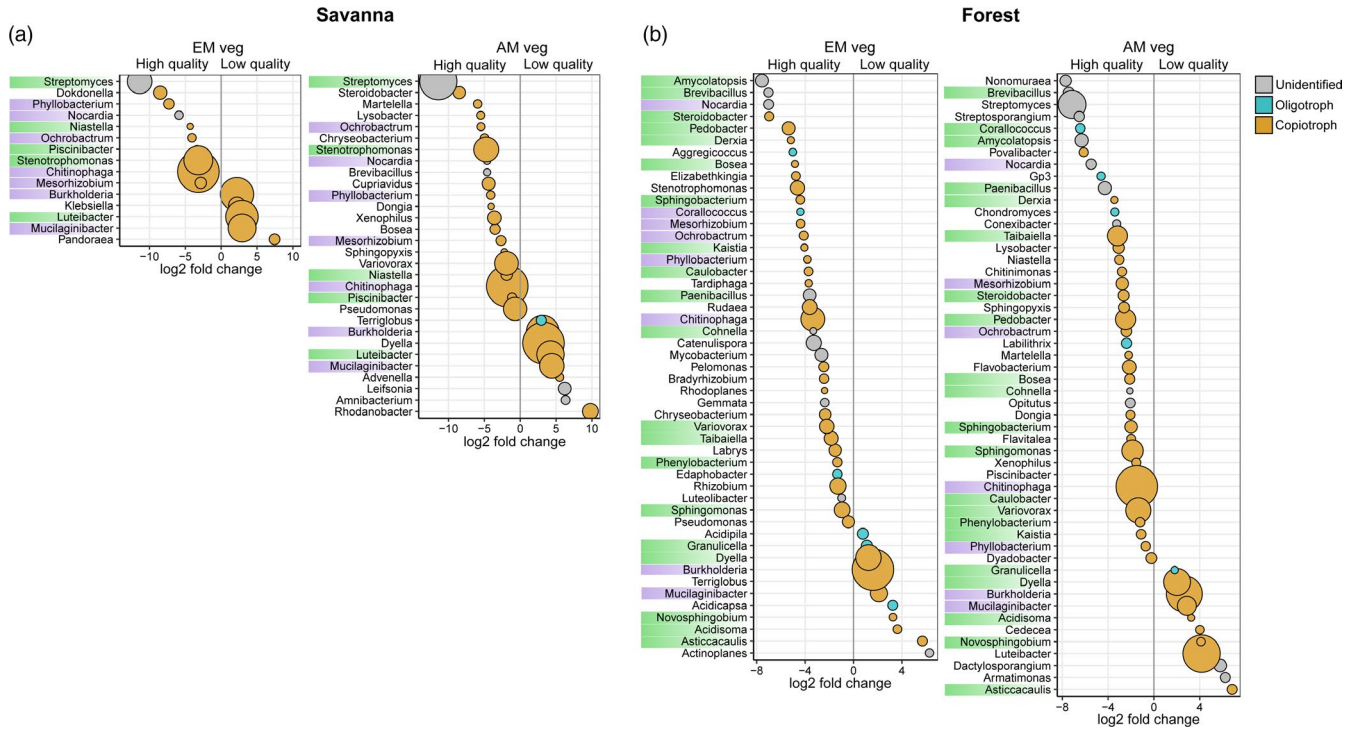 Savanna
Forest
(a)
EM veg
High quality Low quality
Streptomyces
Dokdonella
Phyllobacterium
Nocardia
Niastella
Ochrobactrum
Piscinibacter
Stenotrophomonas
Chitinophaga
Mesorhizobium
Burkholderia
Klebsiella
Luteibacter
Mucilaginibacter
Pandoraea
−10 −5 0 5 10
log2 fold change
AM veg
High quality Low quality
Streptomyces
Steroidobacter
Martelella
Lysobacter
Ochrobactrum
Chryseobacterium
Stenotrophomonas
Nocardia
Brevibacillus
Cupriavidus
Phyllobacterium
Dongia
Xenophilus
Bosea
Mesorhizobium
Sphingopyxis
Variovorax
Niastella
Chitinophaga
Piscinibacter
Pseudomonas
Terriglobus
Burkholderia
Dyella
Luteibacter
Mucilaginibacter
Advenella
Leifsonia
Amnibacterium
Rhodanobacter
−10 −5 0 5 10
log2 fold change
(b)
EM veg
High quality Low quality
Amycolatopsis
Brevibacillus
Nocardia
Steroidobacter
Pedobacter
Derxia
Aggregicoccus
Bosea
Elizabethkingia
Stenotrophomonas
Sphingobacterium
Corallococcus
Mesorhizobium
Ochrobactrum
Kaistia
Phyllobacterium
Caulobacter
Tardiphaga
Paenibacillus
Rudaea
Chitinophaga
Cohnella
Catenulispora
Mycobacterium
Pelomonas
Bradyrhizobium
Rhodoplanes
Gemmata
Chryseobacterium
Variovorax
Taibaiella
Labrys
Phenylobacterium
Edaphobacter
Rhizobium
Luteolibacter
Sphingomonas
Pseudomonas
Acidipila
Granulicella
Dyella
Burkholderia
Terriglobus
Mucilaginibacter
Acidicapsa
Novosphingobium
Acidisoma
Asticcacaulis
Actinoplanes
−8 −4 0 4
log2 fold change
AM veg
High quality Low quality
Nonomuraea
Brevibacillus
Streptomyces
Streptosporangium
Corallococcus
Amycolatopsis
Povalibacter
Nocardia
Gp3
Paenibacillus
Derxia
Chondromyces
Conexibacter
Taibaiella
Lysobacter
Niastella
Chitinimonas
Mesorhizobium
Steroidobacter
Sphingopyxis
Pedobacter
Ochrobactrum
Labilithrix
Martelella
Flavobacterium
Bosea
Cohnella
Opitutus
Dongia
Sphingobacterium
Flavitalea
Sphingomonas
Xenophilus
Piscinibacter
Chitinophaga
Caulobacter
Variovorax
Phenylobacterium
Kaistia
Phyllobacterium
Dyadobacter
Granulicella
Dyella
Burkholderia
Mucilaginibacter
Acidisoma
Cedecea
Novosphingobium
Luteibacter
Dactylosporangium
Armatimonas
Asticcacaulis
−8 −4 0 4
log2 fold change
Unidentified
Oligotroph
Copiotroph